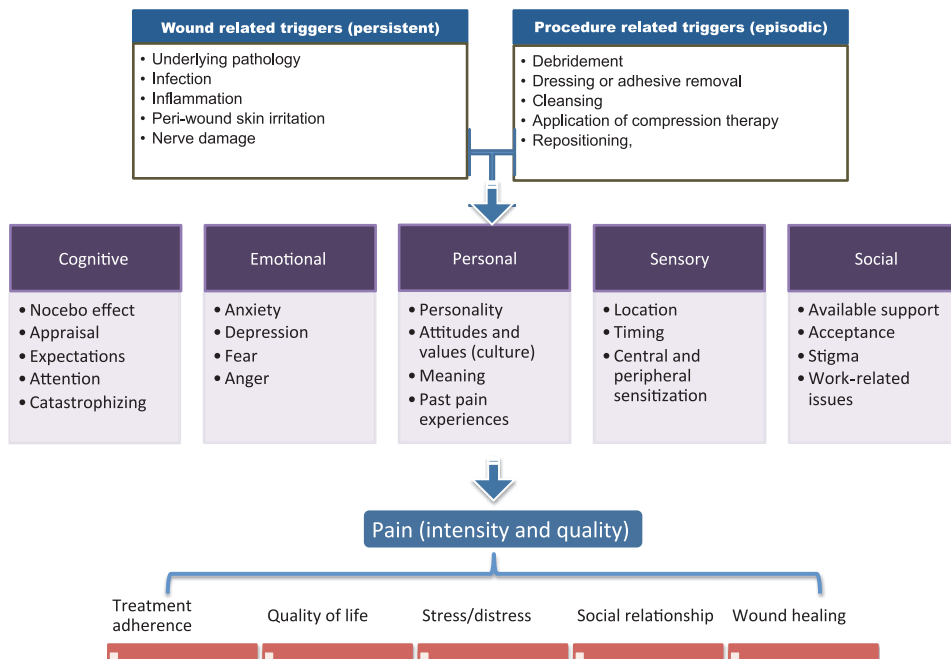 Wound related triggers (persistent)
• Underlying pathology
• Infection
• Inflammation
• Peri-wound skin irritation
• Nerve damage
Procedure related triggers (episodic)
• Debridement
• Dressing or adhesive removal
• Cleansing
• Application of compression therapy
• Repositioning,
Cognitive
• Nocebo effect
• Appraisal
• Expectations
• Attention
• Catastrophizing
Emotional
• Anxiety
• Depression
• Fear
• Anger
Personal
• Personality
• Attitudes and
values (culture)
• Meaning
• Past pain
experiences
Sensory
• Location
• Timing
• Central and
peripheral
sensitization
Social
• Available support
• Acceptance
• Stigma
• Work-related
issues
Pain (intensity and quality)
Treatment
adherence
Quality of life
Stress/distress
Social relationship
Wound healing